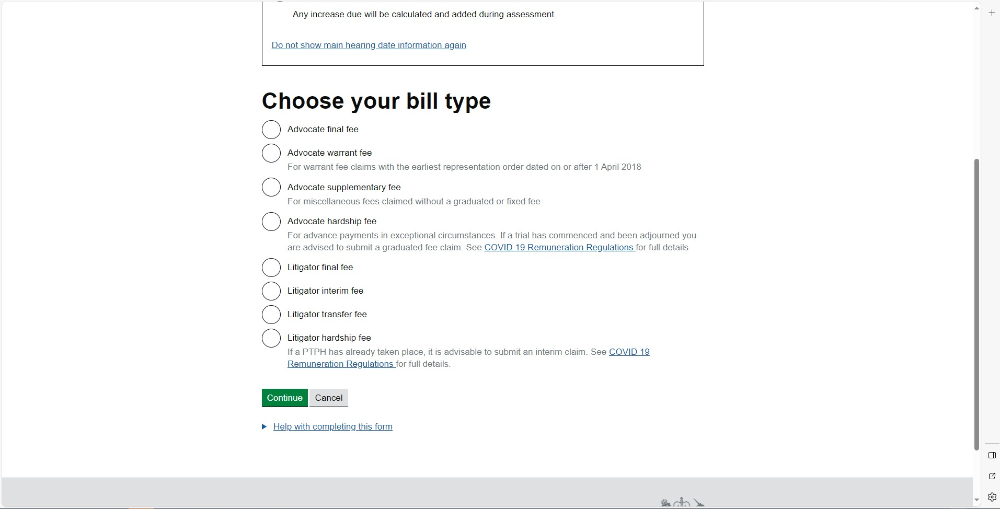 Any increase due will be calculated and added during assessment.
Do not show main hearing date information again
Choose your bill type
Advocate final fee
Advocate warrant fee
For warrant fee claims with the earliest representation order dated on or after 1 April 2018
Advocate supplementary fee
For miscellaneous fees claimed without a graduated or fixed fee
Advocate hardship fee
For advance payments in exceptional circumstances. If a trial has commenced and been adjourned you
are advised to submit a graduated fee claim. See COVID 19 Remuneration Regulations for full details
Litigator final fee
Litigator interim fee
Litigator transfer fee
Litigator hardship fee
If a PTPH has already taken place, it is advisable to submit an interim claim. See COVID 19
Remuneration Regulations for full details.
Continue Cancel
Help with completing this form